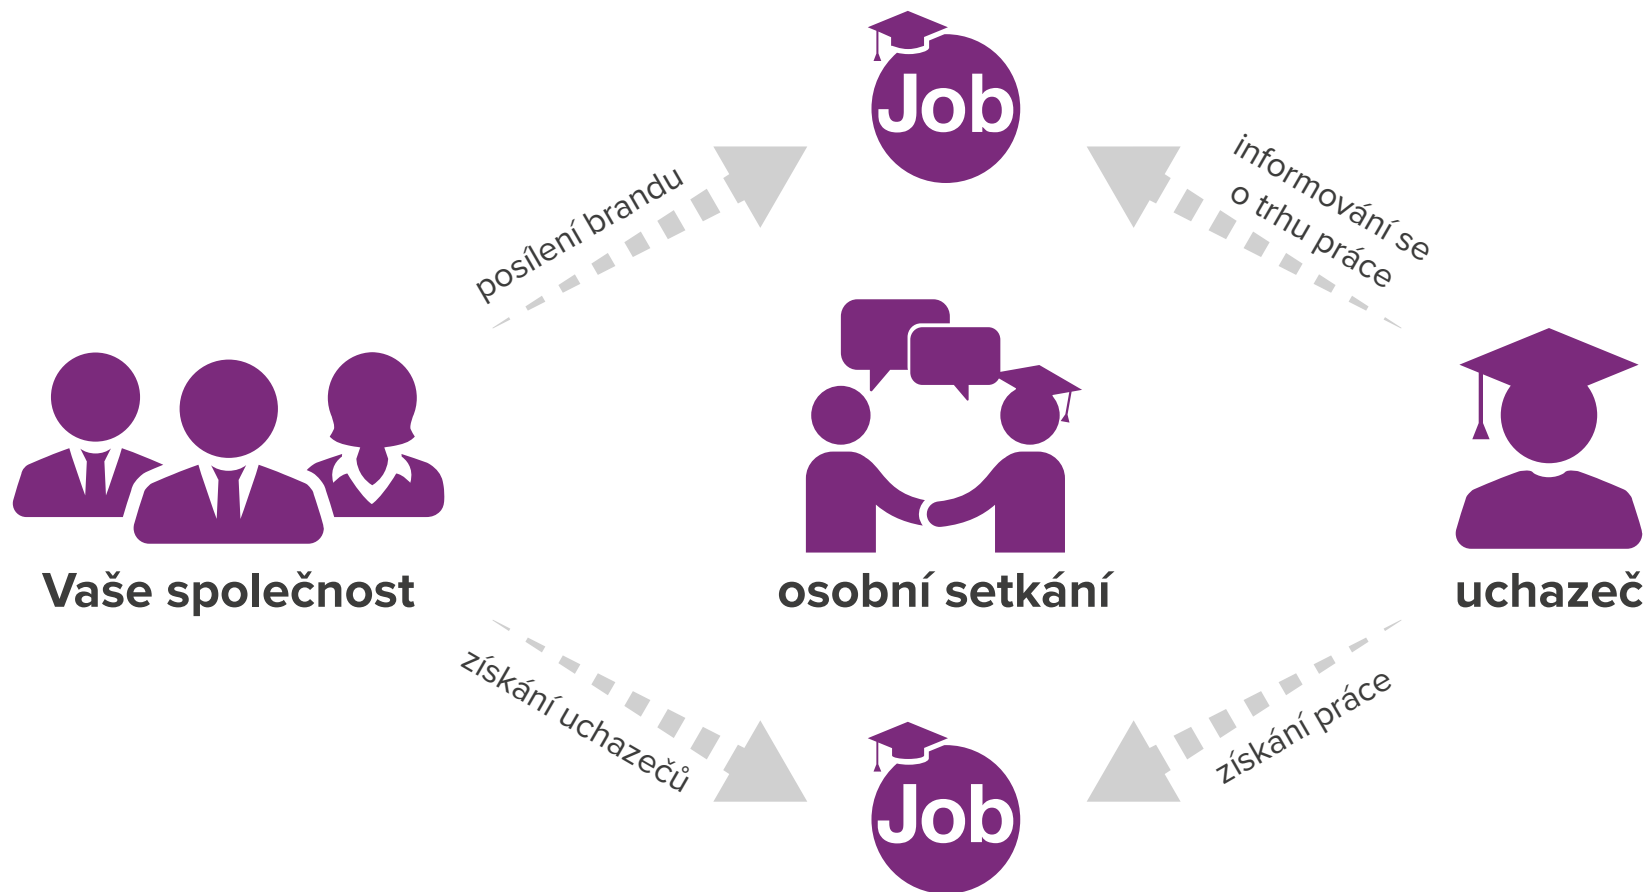 Job
posílení brandu
informování se
o trhu práce
Vaše společnost
osobní setkání
uchazeč
získání uchazečů
získání práce
Job